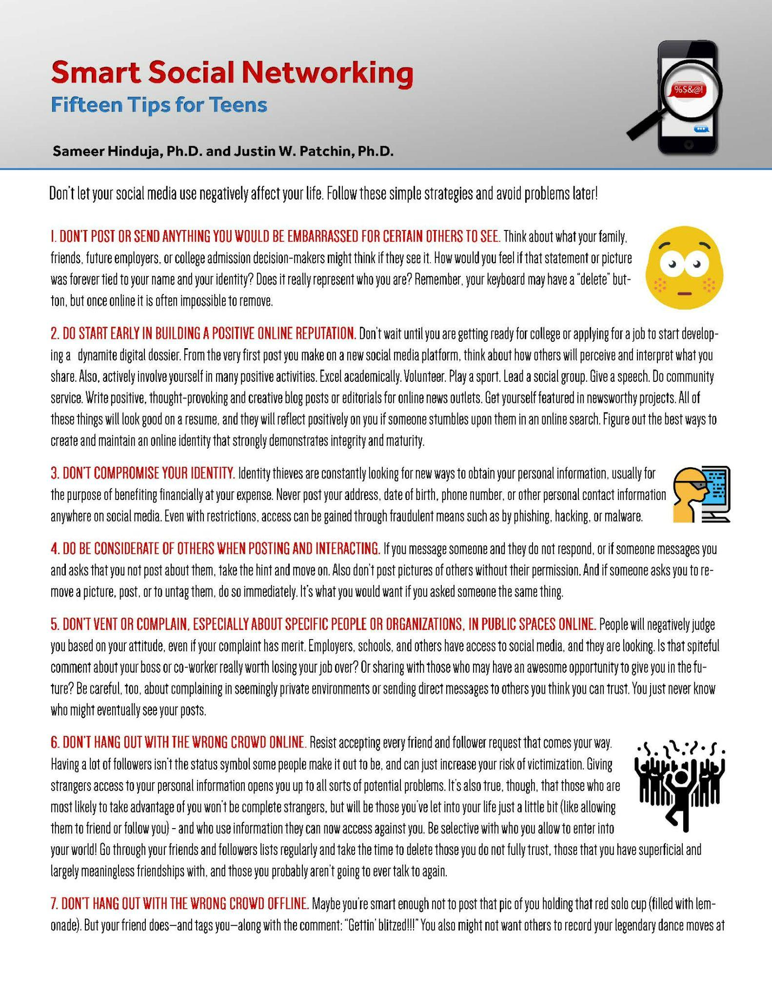 Smart Social Networking
Fifteen Tips for Teens
%$&@!
Sameer Hinduja, Ph.D. and Justin W. Patchin, Ph.D.
Don't let your social media use negatively affect your life. Follow these simple strategies and avoid problems later!
1. DON'T POST OR SEND ANYTHING YOU WOULD BE EMBARRASSED FOR CERTAIN OTHERS TO SEE. Think about what your family,
friends, future employers, or college admission decision-makers might think if they see it. How would you feel if that statement or picture
was forever tied to your name and your identity? Does it really represent who you are? Remember, your keyboard may have a "delete" but-
ton, but once online it is often impossible to remove.
2. DO START EARLY IN BUILDING A POSITIVE ONLINE REPUTATION. Don't wait until you are getting ready for college or applying for a job to start develop-
ing a dynamite digital dossier. From the very first post you make on a new social media platform, think about how others will perceive and interpret what you
share. Also, actively involve yourself in many positive activities. Excel academically. Volunteer. Play a sport. Lead a social group. Give a speech. Do community
service. Write positive, thought-provoking and creative blog posts or editorials for online news outlets. Get yourself featured in newsworthy projects. All of
these things will look good on a resume, and they will reflect positively on you if someone stumbles upon them in an online search. Figure out the best ways to
create and maintain an online identity that strongly demonstrates integrity and maturity.
3. DON'T COMPROMISE YOUR IDENTITY. Identity thieves are constantly looking for new ways to obtain your personal information, usually for
the purpose of benefiting financially at your expense. Never post your address, date of birth, phone number, or other personal contact information
anywhere on social media. Even with restrictions, access can be gained through fraudulent means such as by phishing, hacking, or malware.
4. DO BE CONSIDERATE OF OTHERS WHEN POSTING AND INTERACTING. If you message someone and they do not respond, or if someone messages you
and asks that you not post about them, take the hint and move on. Also don't post pictures of others without their permission. And if someone asks you to re-
move a picture, post, or to untag them, do so immediately. It's what you would want if you asked someone the same thing.
5. DON'T VENT OR COMPLAIN, ESPECIALLY ABOUT SPECIFIC PEOPLE OR ORGANIZATIONS, IN PUBLIC SPACES ONLINE. People will negatively judge
you based on your attitude, even if your complaint has merit. Employers, schools, and others have access to social media, and they are looking. Is that spiteful
comment about your boss or co-worker really worth losing your job over? Or sharing with those who may have an awesome opportunity to give you in the fu-
ture? Be careful, too, about complaining in seemingly private environments or sending direct messages to others you think you can trust. You just never know
who might eventually see your posts.
6. DON'T HANG OUT WITH THE WRONG CROWD ONLINE. Resist accepting every friend and follower request that comes your way.
Having a lot of followers isn't the status symbol some people make it out to be, and can just increase your risk of victimization. Giving
strangers access to your personal information opens you up to all sorts of potential problems. It's also true, though, that those who are
most likely to take advantage of you won't be complete strangers, but will be those you've let into your life just a little bit (like allowing
them to friend or follow you) - and who use information they can now access against you. Be selective with who you allow to enter into
your world! Go through your friends and followers lists regularly and take the time to delete those you do not fully trust, those that you have superficial and
largely meaningless friendships with, and those you probably aren't going to ever talk to again.
7. DON'T HANG OUT WITH THE WRONG CROWD OFFLINE. Maybe you're smart enough not to post that pic of you holding that red solo cup (filled with lem-
onade). But your friend does—and tags you—along with the comment: "Gettin' blitzed!!!" You also might not want others to record your legendary dance moves at